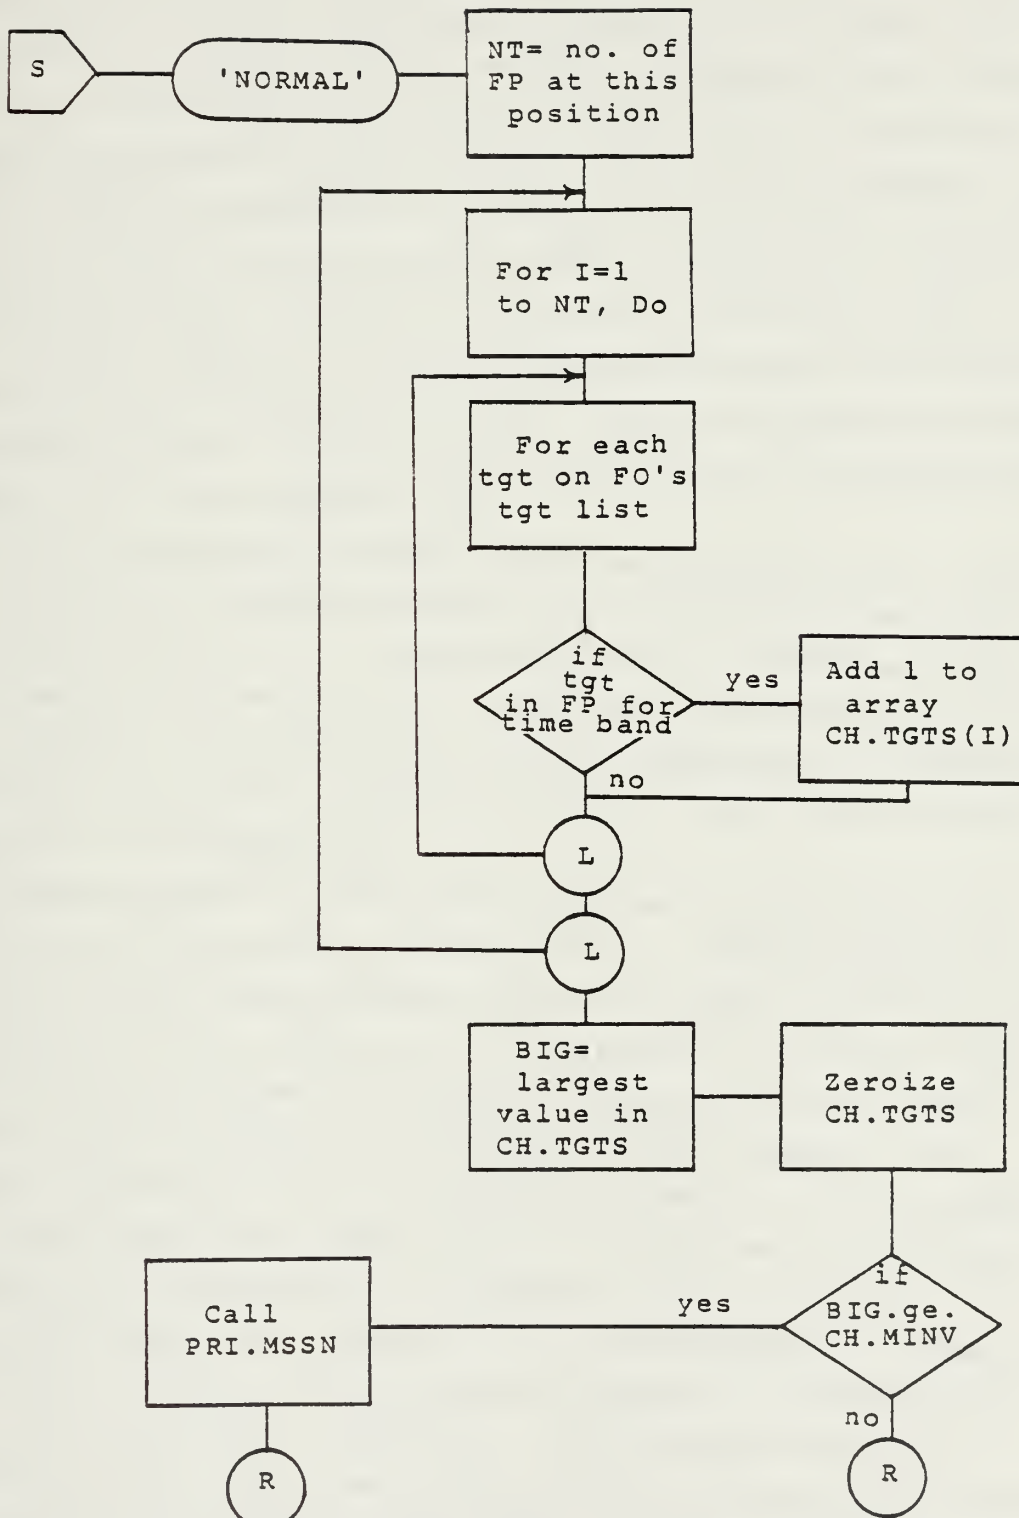 S
'NORMAL'
NT= no. of
FP at this
position
For I=1
to NT, Do
For each
tgt on FO's
tgt list
if
tgt
in FP for
time band
yes
Add 1 to
array
CH.TGTS(I)
no
L
L
BIG=
largest
value in
CH.TGTS
Zeroize
CH.TGTS
if
BIG.ge.
CH.MINV
yes
Call
PRI.MSSN
no
R
R